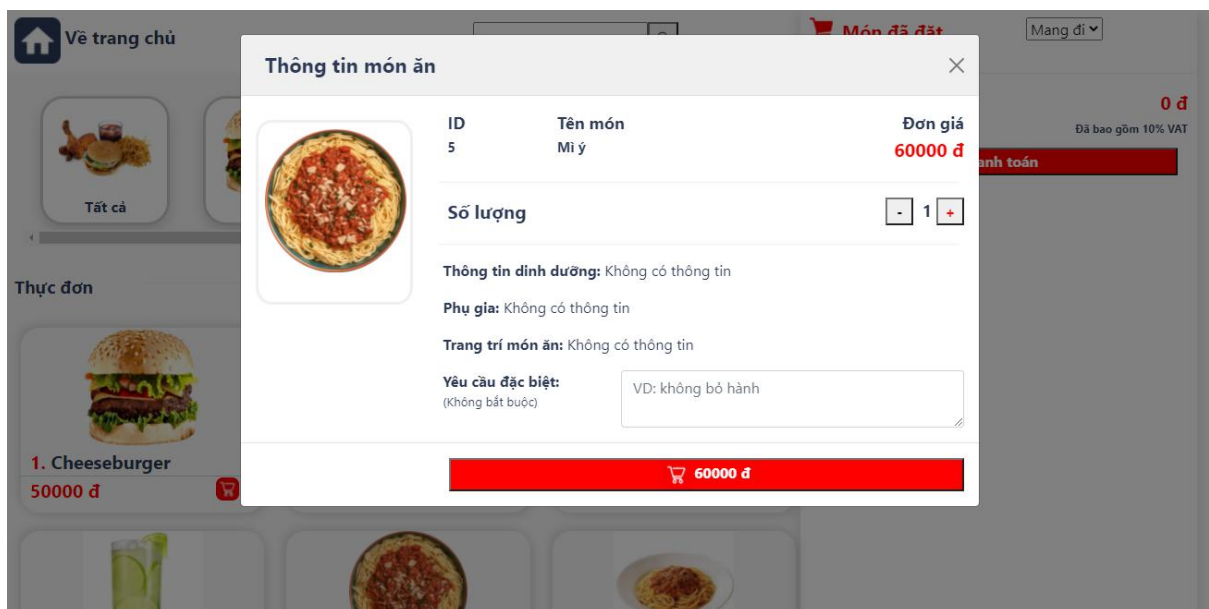 Về trang chủ
Món đã đặt
Mang đi
Thông tin món ăn
ID
Tên món
Đơn giá
5
Mì ý
60000 đ
0 đ
Đã bao gồm 10% VAT
anh toán
Tất cả
Số lượng
- 1 +
Thông tin dinh dưỡng: Không có thông tin
Thực đơn
Phụ gia: Không có thông tin
Trang trí món ăn: Không có thông tin
Yêu cầu đặc biệt:
(Không bắt buộc)
VD: không bỏ hành
1. Cheeseburger
50000 đ
60000 đ